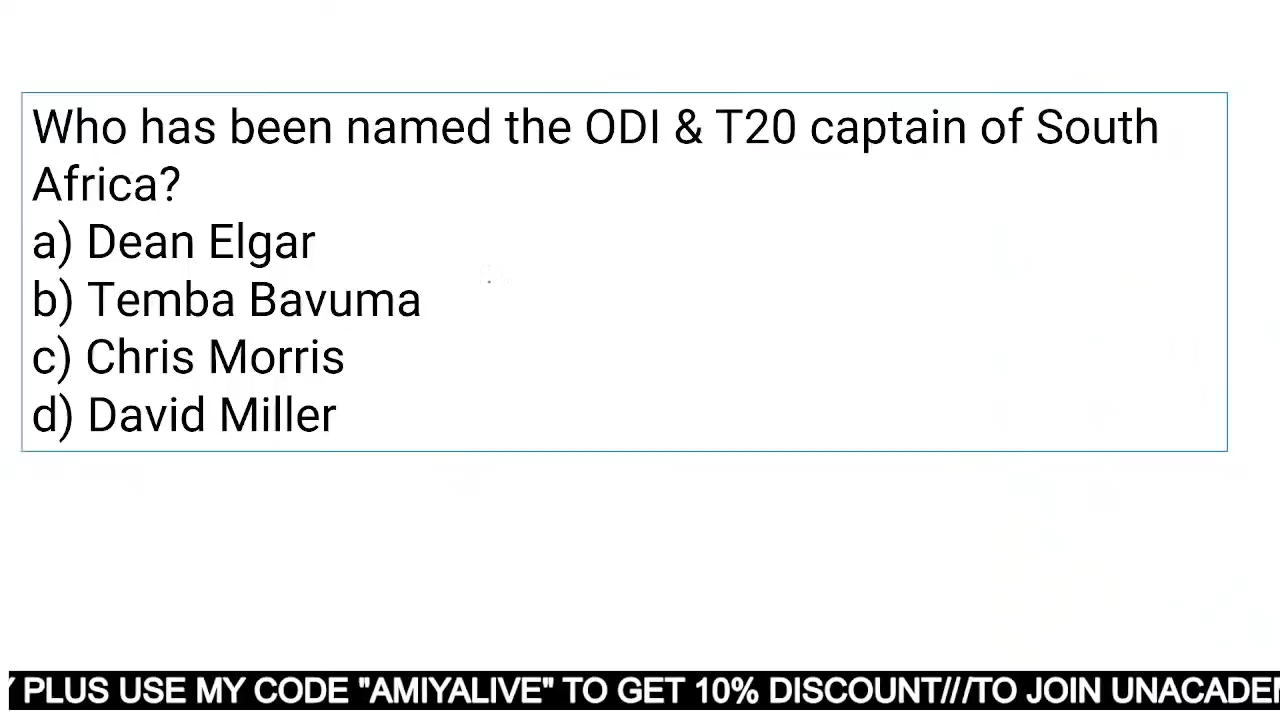 Who has been named the ODI & T20 captain of South
Africa?
a) Dean Elgar
b) Temba Bavuma
c) Chris Morris
d) David Miller
PLUS USE MY CODE "AMIYALIVE" TO GET 10% DISCOUNT///TO JOIN